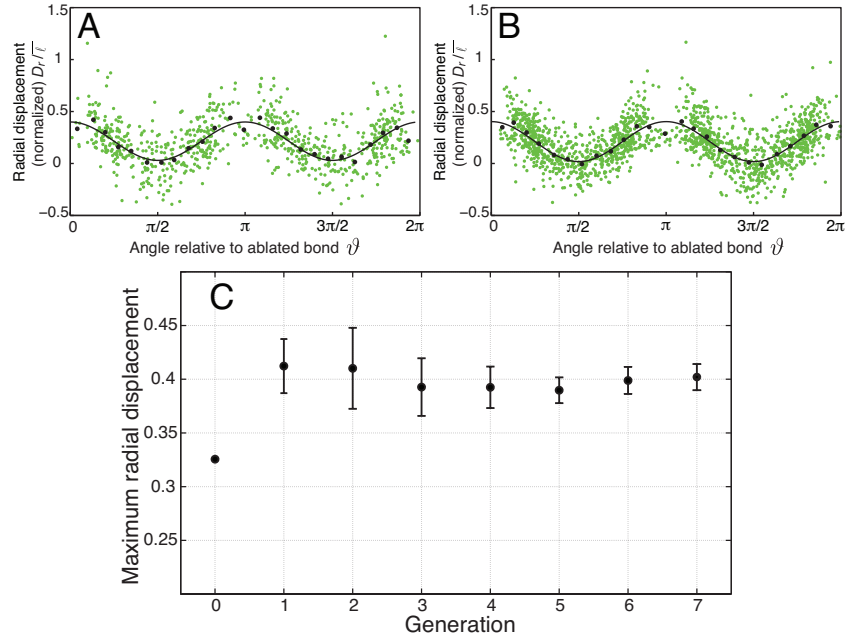 A
Radial displacement
(normalized) D_r / \overline{ℓ}
1.5
1
0.5
0
−0.5
0
π/2
π
3π/2
2π
Angle relative to ablated bond ϑ
B
Radial displacement
(normalized) D_r / \overline{ℓ}
1.5
1
0.5
0
−0.5
0
π/2
π
3π/2
2π
Angle relative to ablated bond ϑ
C
Maximum radial displacement
0.45
0.4
0.35
0.3
0.25
0
1
2
3
4
5
6
7
Generation